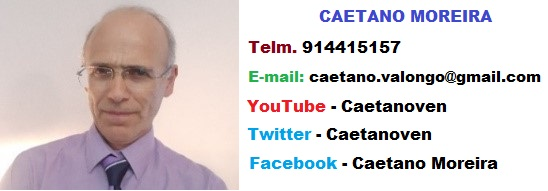 CAETANO MOREIRA
Telm. 914415157
E-mail: caetano.valongo@gmail.com
YouTube - Caetanoven
Twitter - Caetanoven
Facebook - Caetano Moreira